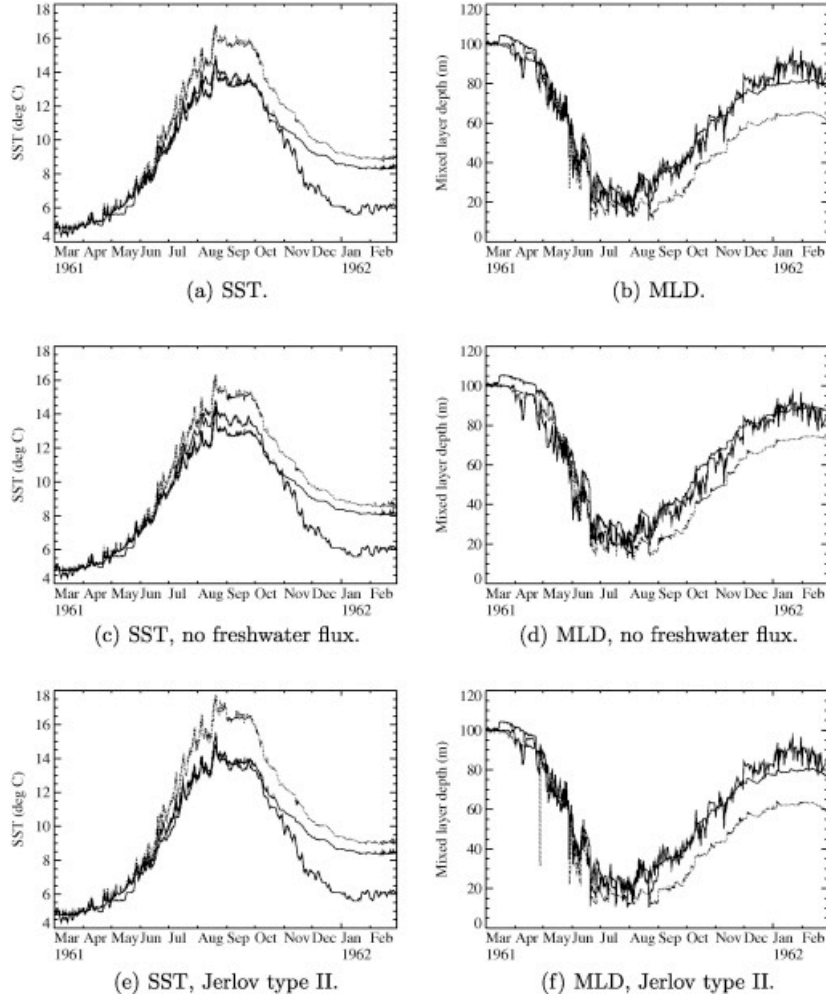 18
16
14
12
10
8
6
4
SST (deg C)
Mar Apr May Jun Jul Aug Sep Oct Nov Dec Jan Feb
1961 1962
(a) SST.
100
80
60
40
20
0
Mixed layer depth (m)
Mar Apr May Jun Jul Aug Sep Oct Nov Dec Jan Feb
1961 1962
(b) MLD.
18
16
14
12
10
8
6
4
SST (deg C)
Mar Apr May Jun Jul Aug Sep Oct Nov Dec Jan Feb
1961 1962
(c) SST, no freshwater flux.
100
80
60
40
20
0
Mixed layer depth (m)
Mar Apr May Jun Jul Aug Sep Oct Nov Dec Jan Feb
1961 1962
(d) MLD, no freshwater flux.
18
16
14
12
10
8
6
4
SST (deg C)
Mar Apr May Jun Jul Aug Sep Oct Nov Dec Jan Feb
1961 1962
(e) SST, Jerlov type II.
100
80
60
40
20
0
Mixed layer depth (m)
Mar Apr May Jun Jul Aug Sep Oct Nov Dec Jan Feb
1961 1962
(f) MLD, Jerlov type II.